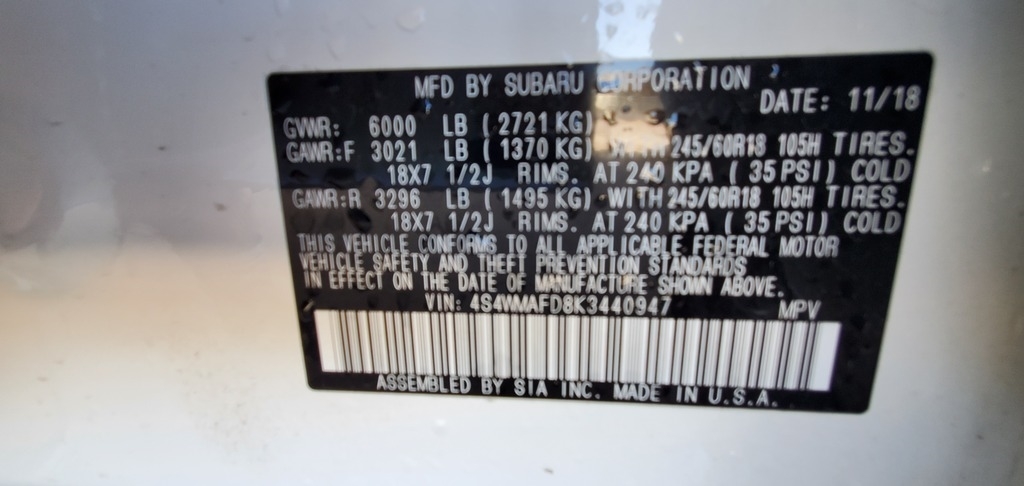 MFD BY SUBARU CORPORATION
DATE: 11/18
GVWR: 6000 LB ( 2721 KG)
GAWR:F 3021 LB ( 1370 KG) WITH 245/60R18 105H TIRES.
18X7 1/2J RIMS. AT 240 KPA ( 35 PSI) COLD
GAWR:R 3296 LB ( 1495 KG) WITH 245/60R18 105H TIRES.
18X7 1/2J RIMS. AT 240 KPA ( 35 PSI) COLD
THIS VEHICLE CONFORMS TO ALL APPLICABLE FEDERAL MOTOR
VEHICLE SAFETY AND THEFT PREVENTION STANDARDS
IN EFFECT ON THE DATE OF MANUFACTURE SHOWN ABOVE.
VIN: 4S4WMAFD8K3440947 MPV
ASSEMBLED BY SIA INC. MADE IN U.S.A.